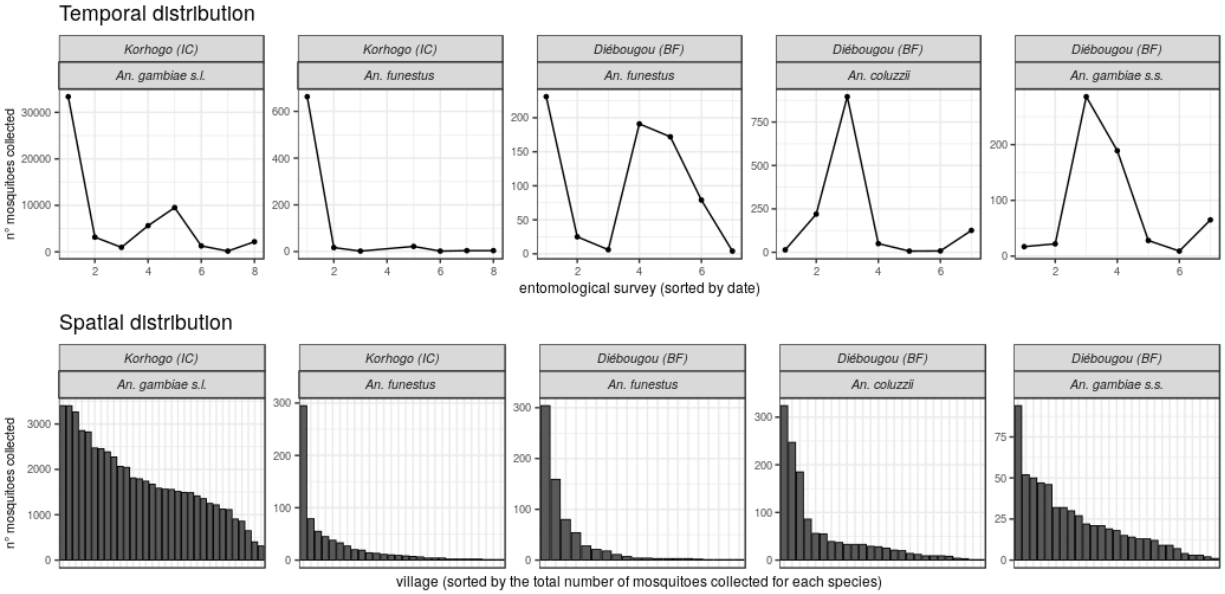 Temporal distribution
Korhogo (IC) Korhogo (IC) Diébougou (BF) Diébougou (BF) Diébougou (BF)
An. gambiae s.l. An. funestus An. funestus An. coluzzii An. gambiae s.s.
n° mosquitoes collected
30000
20000
10000
0
2 4 6 8
600
400
200
0
2 4 6 8
200
150
100
50
0
2 4 6
750
500
250
0
2 4 6
200
100
0
2 4 6
entomological survey (sorted by date)
Spatial distribution
Korhogo (IC) Korhogo (IC) Diébougou (BF) Diébougou (BF) Diébougou (BF)
An. gambiae s.l. An. funestus An. funestus An. coluzzii An. gambiae s.s.
n° mosquitoes collected
3000
2000
1000
0
300
200
100
0
300
200
100
0
300
200
100
0
75
50
25
0
village (sorted by the total number of mosquitoes collected for each species)